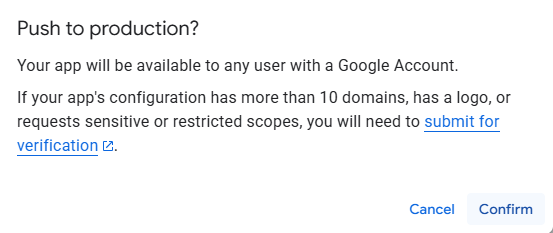 Push to production?
Your app will be available to any user with a Google Account.
If your app's configuration has more than 10 domains, has a logo, or
requests sensitive or restricted scopes, you will need to submit for
verification.
Cancel Confirm